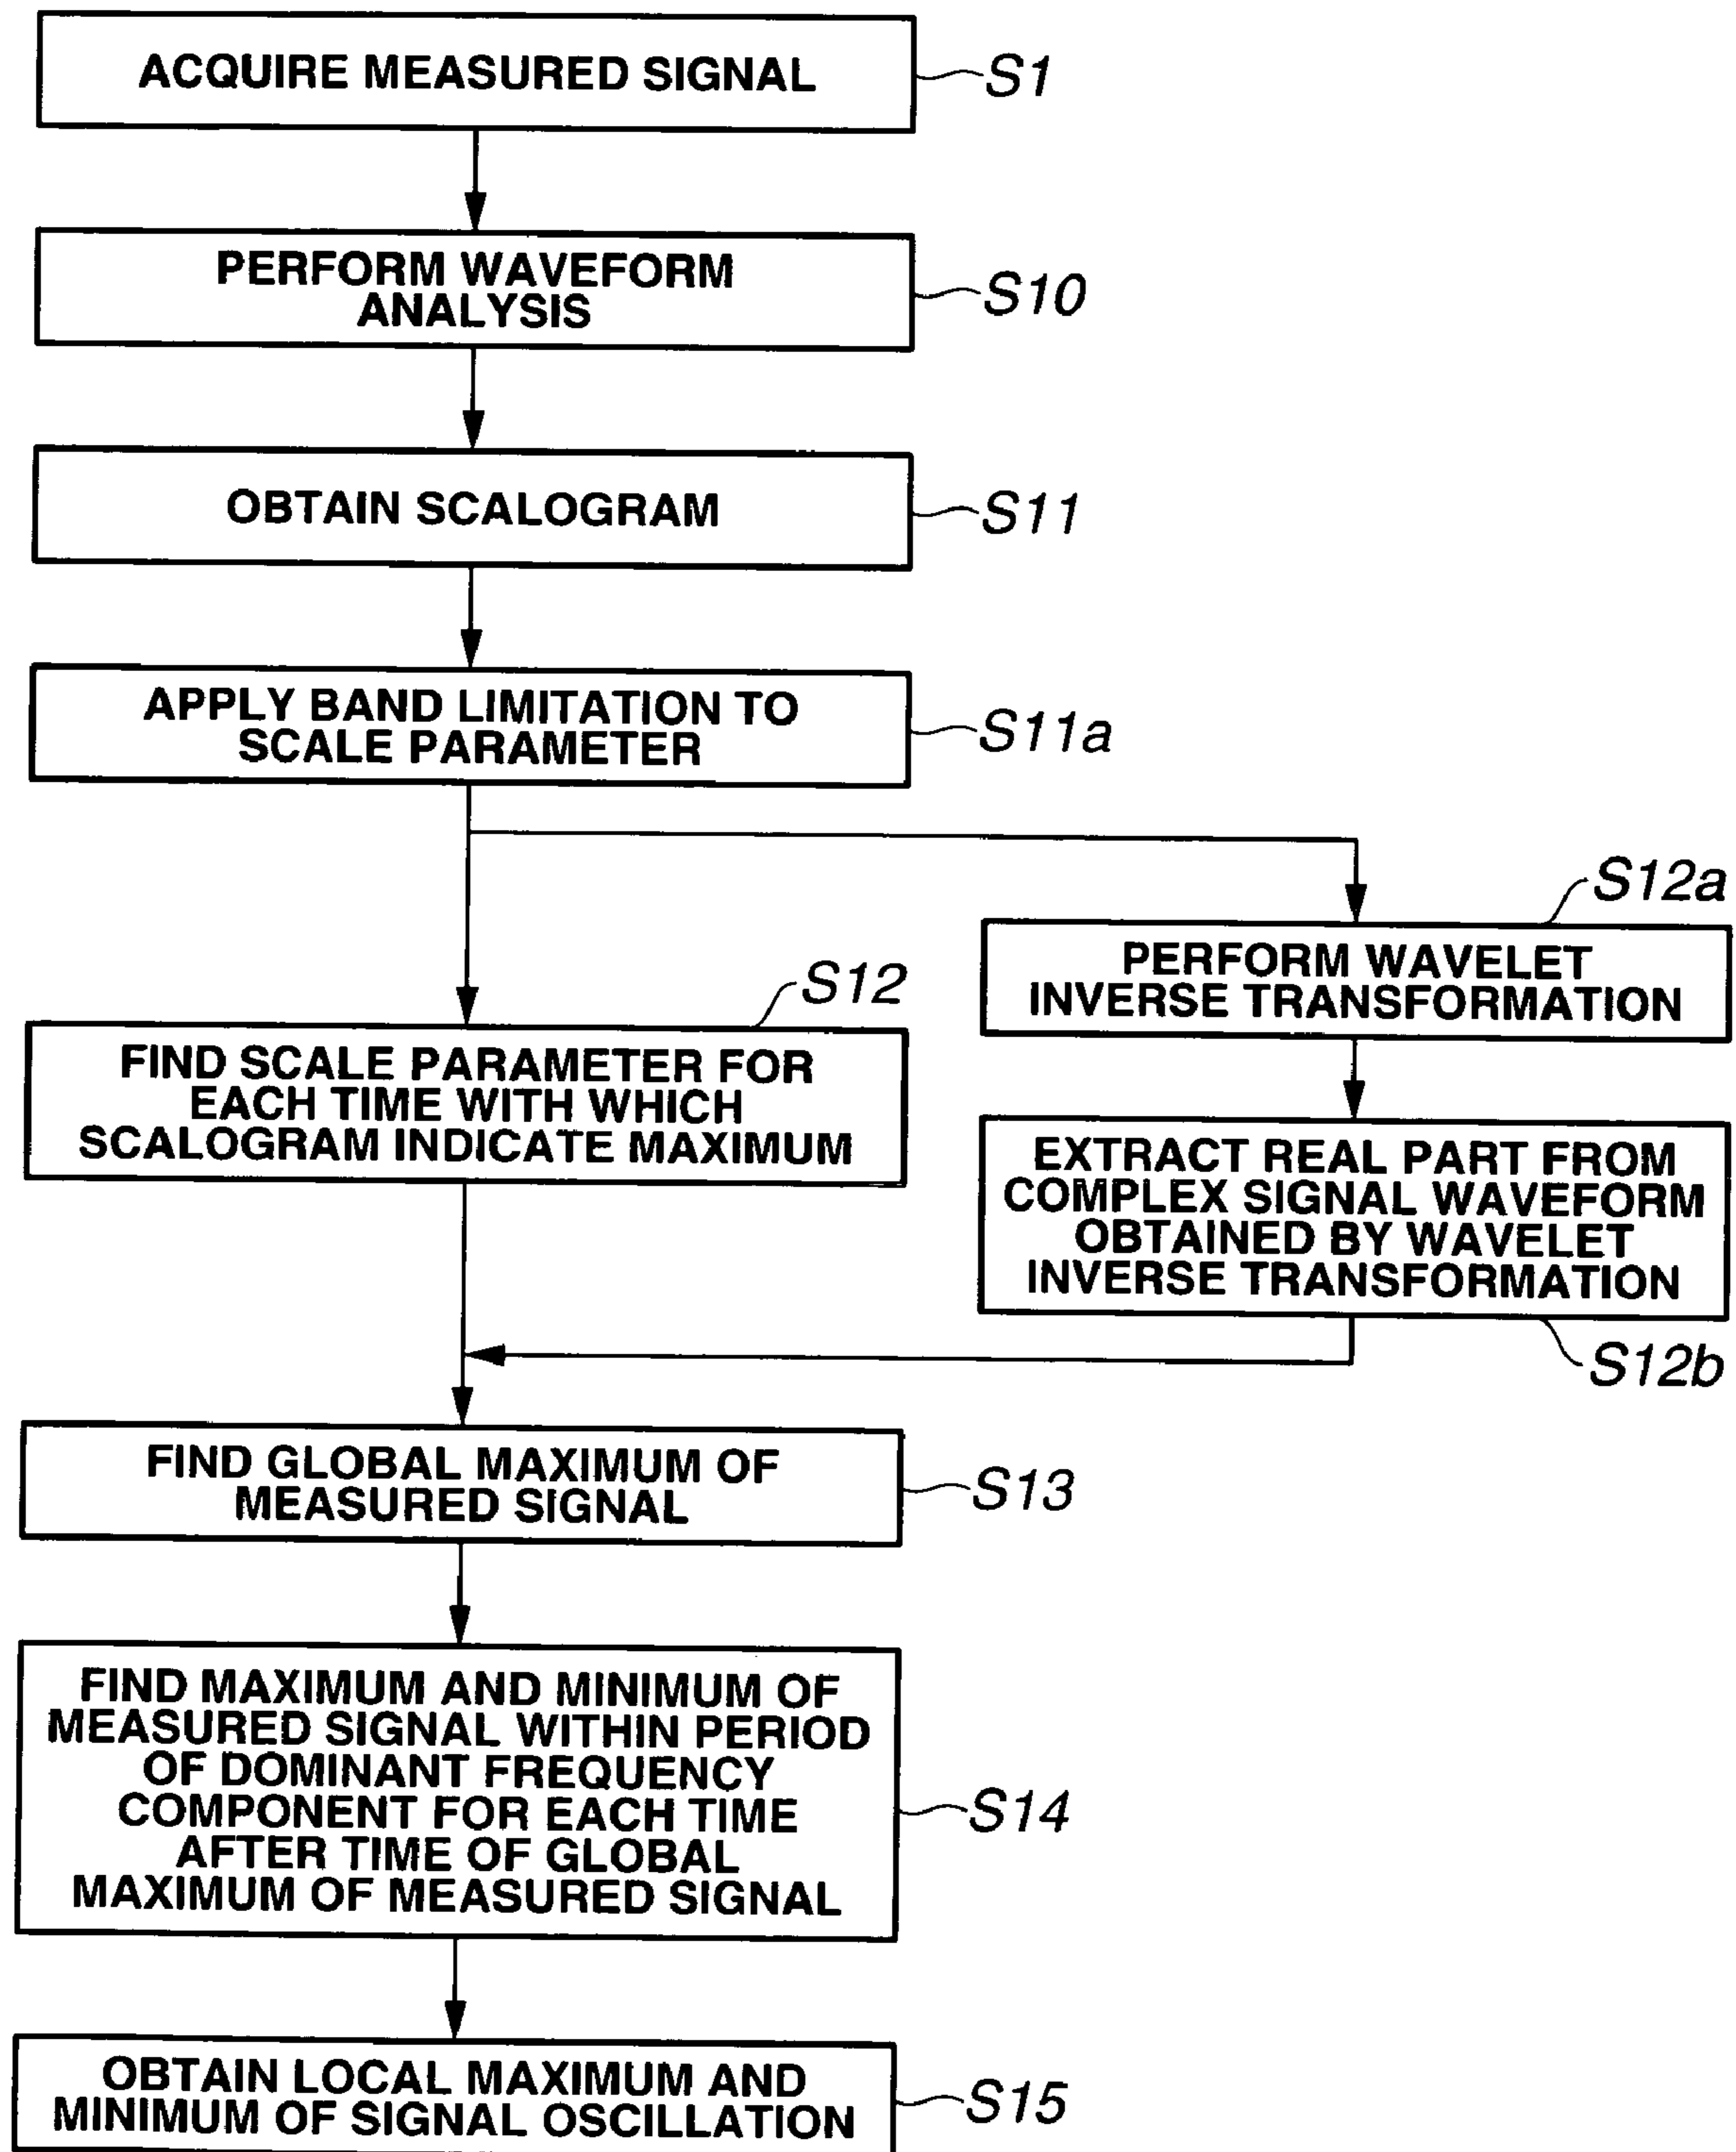 ACQUIRE MEASURED SIGNAL
S1
PERFORM WAVEFORM
ANALYSIS
S10
OBTAIN SCALOGRAM
S11
APPLY BAND LIMITATION TO
SCALE PARAMETER
S11a
S12a
PERFORM WAVELET
INVERSE TRANSFORMATION
S12
FIND SCALE PARAMETER FOR
EACH TIME WITH WHICH
SCALOGRAM INDICATE MAXIMUM
EXTRACT REAL PART FROM
COMPLEX SIGNAL WAVEFORM
OBTAINED BY WAVELET
INVERSE TRANSFORMATION
S12b
FIND GLOBAL MAXIMUM OF
MEASURED SIGNAL
S13
FIND MAXIMUM AND MINIMUM OF
MEASURED SIGNAL WITHIN PERIOD
OF DOMINANT FREQUENCY
COMPONENT FOR EACH TIME
AFTER TIME OF GLOBAL
MAXIMUM OF MEASURED SIGNAL
S14
OBTAIN LOCAL MAXIMUM AND
MINIMUM OF SIGNAL OSCILLATION
S15